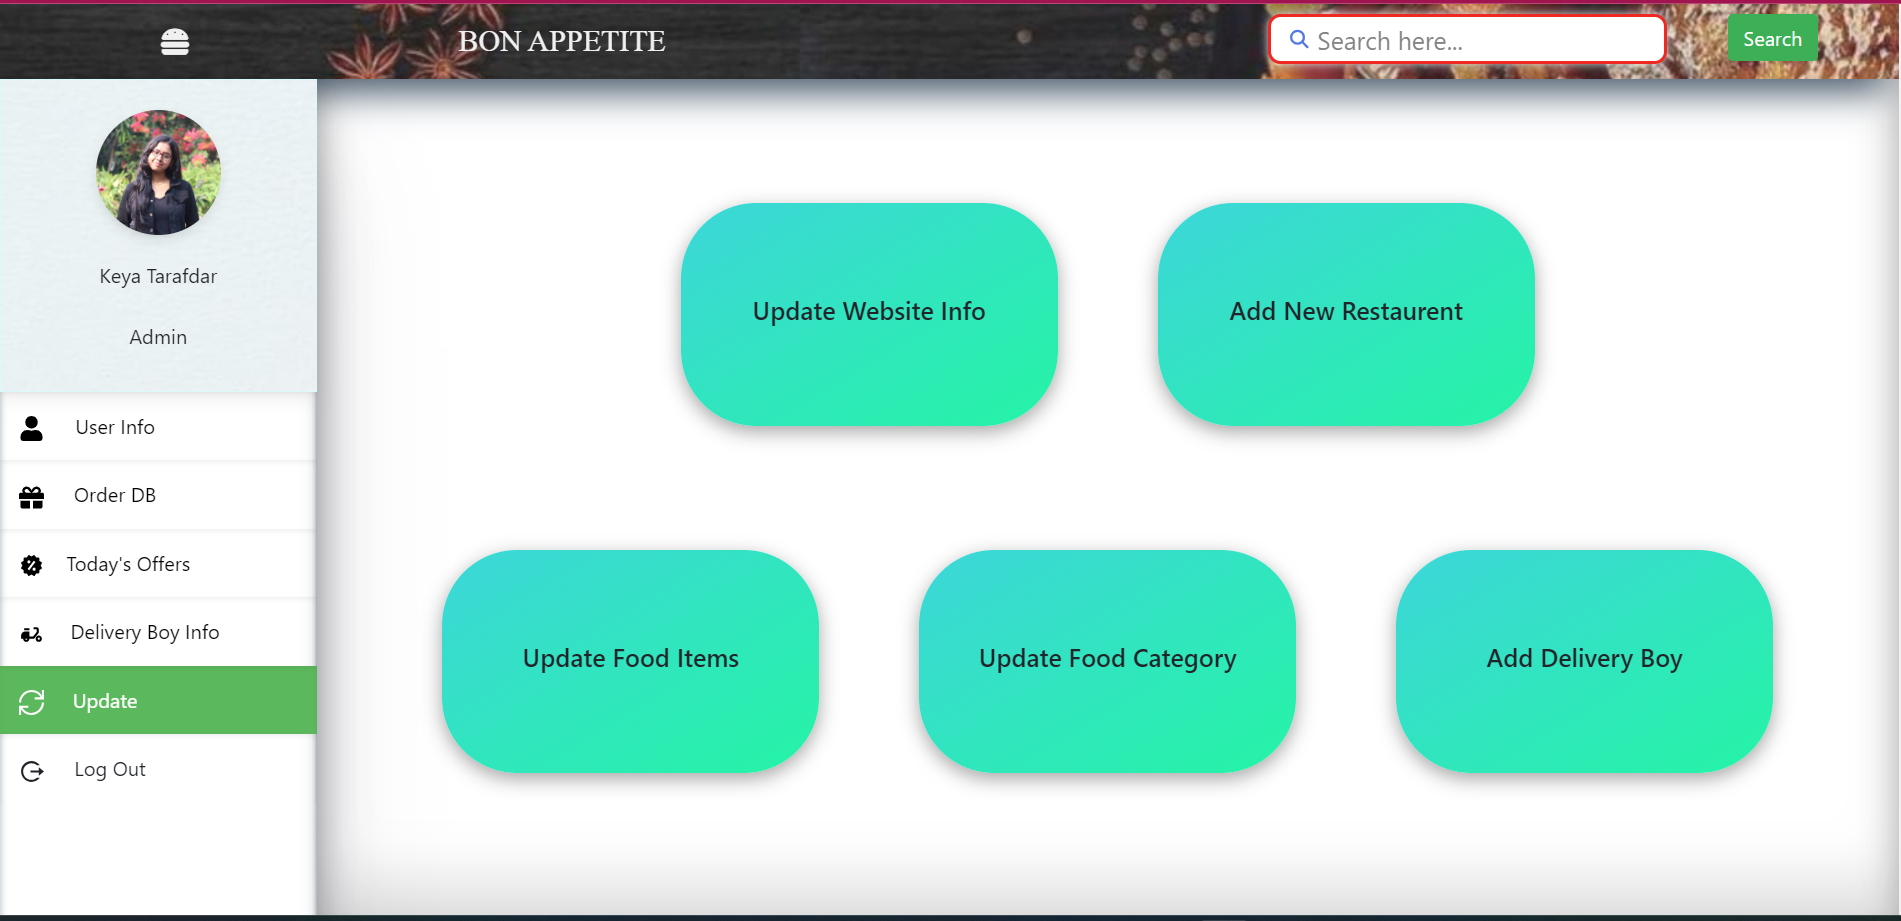 BON APPETITE
Search here...
Search
Keya Tarafdar
Admin
User Info
Order DB
Today's Offers
Delivery Boy Info
Update
Log Out
Update Website Info
Add New Restaurent
Update Food Items
Update Food Category
Add Delivery Boy